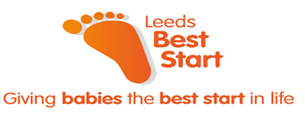 Leeds
Best
Start
Giving babies the best start in life